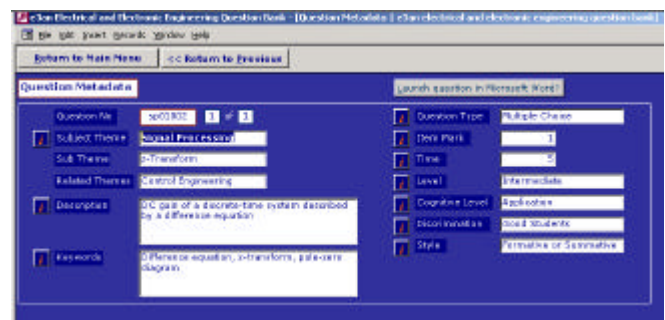 e3an Electrical and Electronic Engineering Question Bank - [Question Metadata | e3an electrical and electronic engineering question bank]
File Edit Insert Records Window Help
Return to Main Menu
<< Return to Previous
Question Metadata
Launch question in Microsoft Word?
Question No
sp01802
1 of 1
Question Type
Multiple Choice
Subject Theme
Signal Processing
Item Mark
1
Sub Theme
z-Transform
Time
5
Related Themes
Control Engineering
Level
Intermediate
Description
DC gain of a discrete-time system described
by a difference equation
Cognitive Level
Application
Discrimination
Good Students
Style
Formative or Summative
Keywords
Difference equation, z-transform, pole-zero
diagram